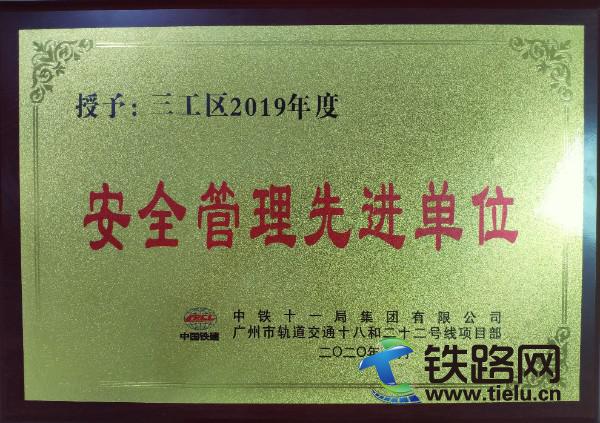 授予：三工区2019年度
安全管理先进单位
CRCC
中国铁建
中铁十一局集团有限公司
广州市轨道交通十八和二十二号线项目部
二〇二〇年
铁路网
www.tielu.cn